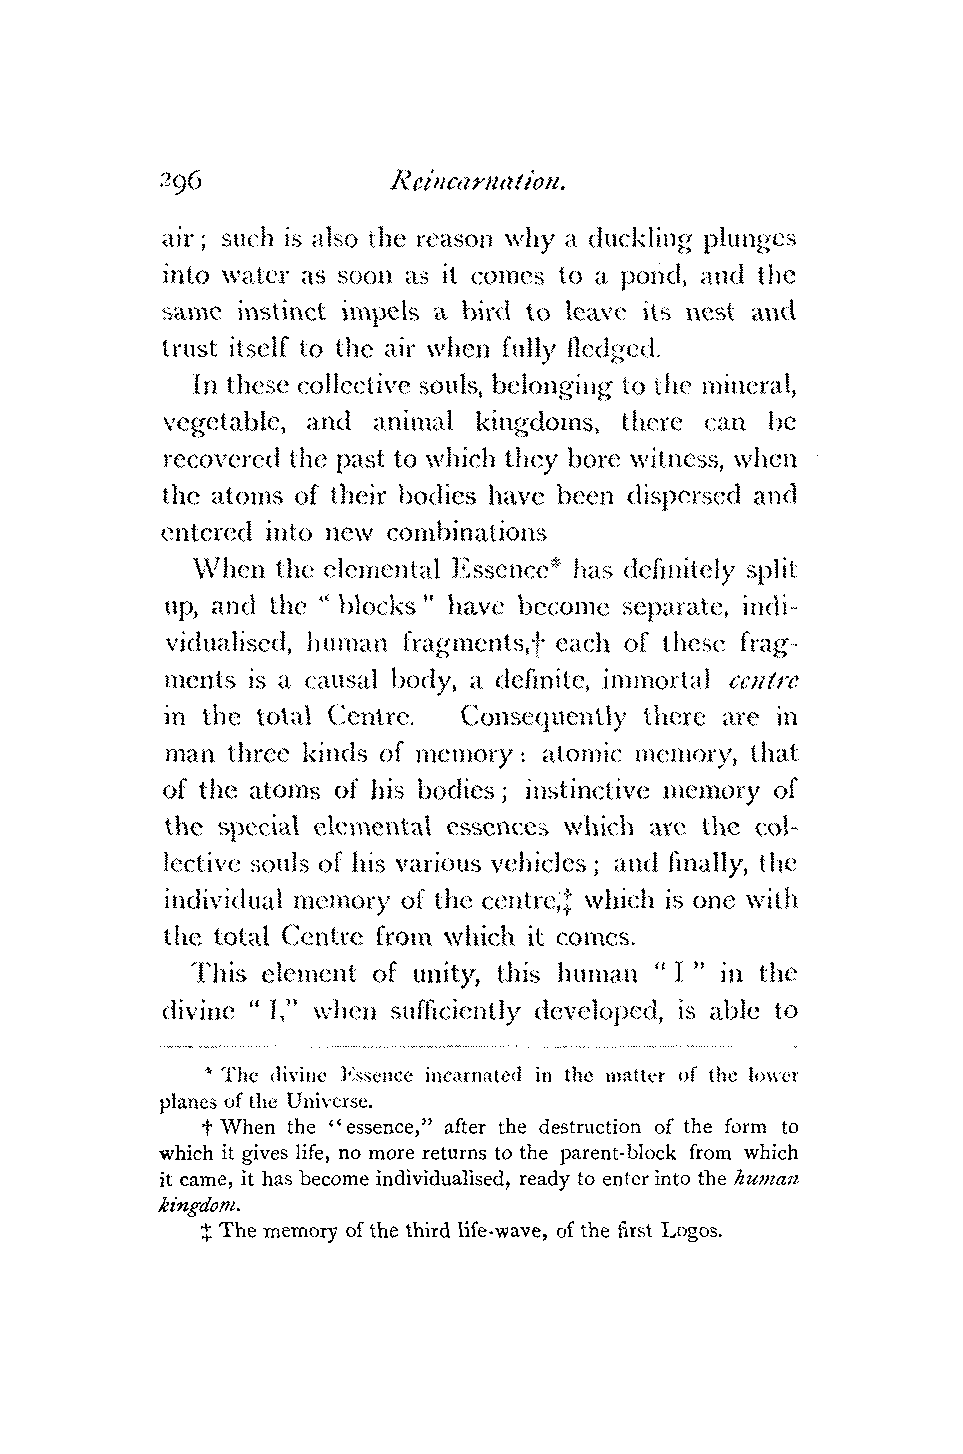 296 Reincarnation.
air; such is also the reason why a duckling plunges
into water as soon as it comes to a pond, and the
same instinct impels a bird to leave its nest and
trust itself to the air when fully fledged.
In these collective souls, belonging to the mineral,
vegetable, and animal kingdoms, there can be
recovered the past to which they bore witness, when
the atoms of their bodies have been dispersed and
entered into new combinations
When the elemental Essence* has definitely split
up, and the “blocks” have become separate, indi-
vidualised, human fragments,† each of these frag-
ments is a causal body, a definite, immortal centre
in the total Centre. Consequently there are in
man three kinds of memory: atomic memory, that
of the atoms of his bodies; instinctive memory of
the special elemental essences which are the col-
lective souls of his various vehicles; and finally, the
individual memory of the centre,‡ which is one with
the total Centre from which it comes.
This element of unity, this human “I” in the
divine “I,” when sufficiently developed, is able to
* The divine Essence incarnated in the matter of the lower
planes of the Universe.
† When the “essence,” after the destruction of the form to
which it gives life, no more returns to the parent-block from which
it came, it has become individualised, ready to enter into the human
kingdom.
‡ The memory of the third life-wave, of the first Logos.